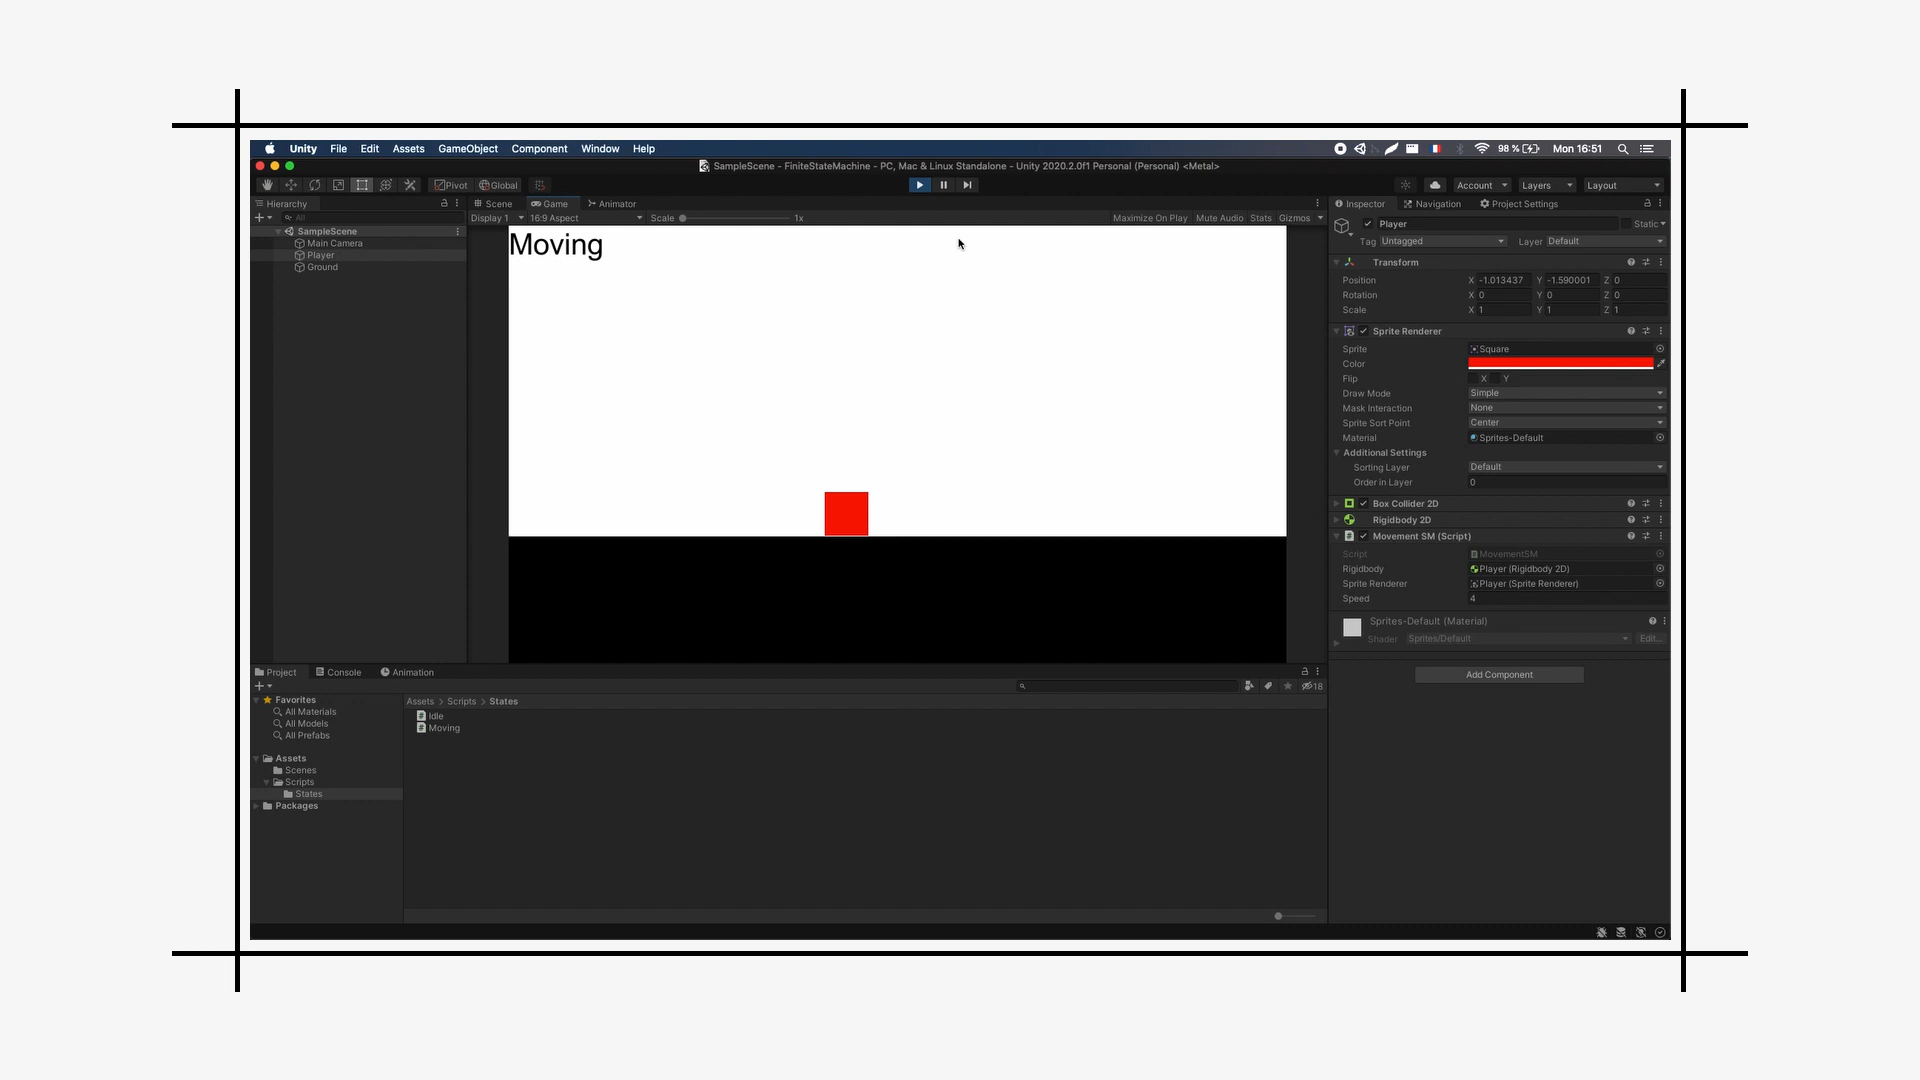 Unity File Edit Assets GameObject Component Window Help 98 % Mon 16:51
SampleScene - FiniteStateMachine - PC, Mac & Linux Standalone - Unity 2020.2.0f1 Personal (Personal) <Metal>
Pivot Global Account Layers Layout
Hierarchy
All
SampleScene
Main Camera
Player
Ground
Scene Game Animator
Display 1 16:9 Aspect Scale 1x Maximize On Play Mute Audio Stats Gizmos
Moving
Inspector Navigation Project Settings
Player Static
Tag Untagged Layer Default
Transform
Position X -1.013437 Y -1.590001 Z 0
Rotation X 0 Y 0 Z 0
Scale X 1 Y 1 Z 1
Sprite Renderer
Sprite Square
Color
Flip X Y
Draw Mode Simple
Mask Interaction None
Sprite Sort Point Center
Material Sprites-Default
Additional Settings
Sorting Layer Default
Order in Layer 0
Box Collider 2D
Rigidbody 2D
Movement SM (Script)
Script MovementSM
Rigidbody Player (Rigidbody 2D)
Sprite Renderer Player (Sprite Renderer)
Speed 4
Sprites-Default (Material)
Shader Sprites/Default Edit...
Add Component
Project Console Animation
18
Favorites
All Materials
All Models
All Prefabs
Assets
Scenes
Scripts
States
Packages
Assets > Scripts > States
Idle
Moving